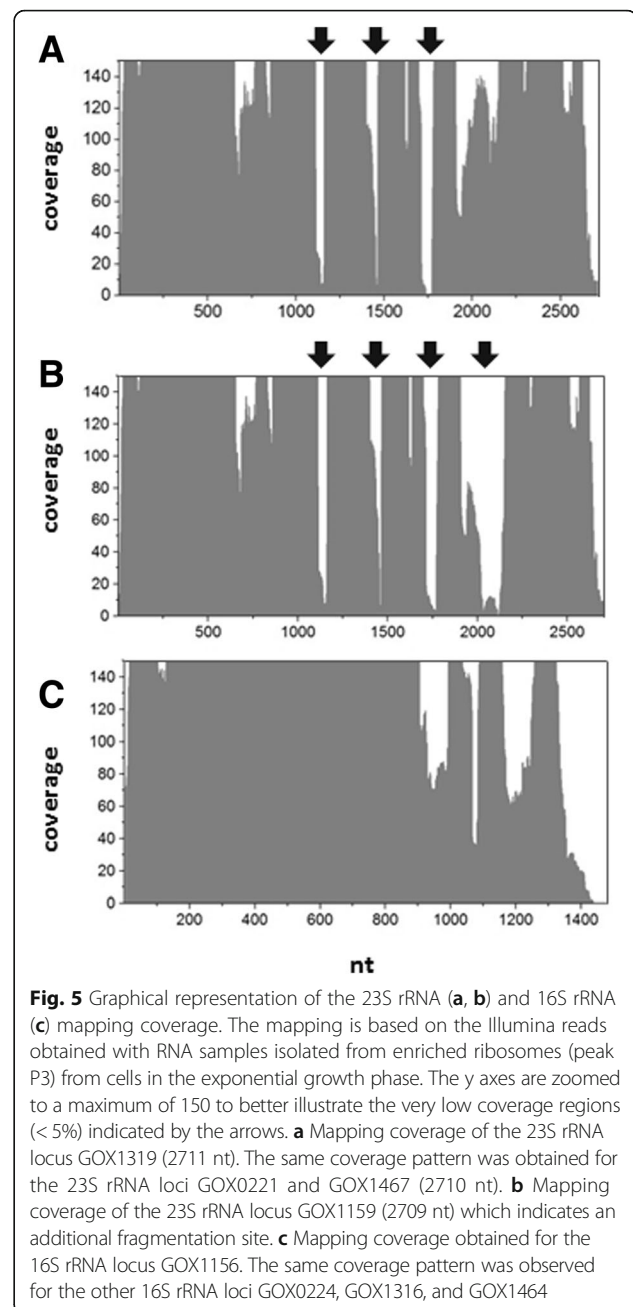 A
coverage
140
120
100
80
60
40
20
0
500 1000 1500 2000 2500
B
coverage
140
120
100
80
60
40
20
0
500 1000 1500 2000 2500
C
coverage
140
120
100
80
60
40
20
0
200 400 600 800 1000 1200 1400
nt
Fig. 5 Graphical representation of the 23S rRNA (a, b) and 16S rRNA
(c) mapping coverage. The mapping is based on the Illumina reads
obtained with RNA samples isolated from enriched ribosomes (peak
P3) from cells in the exponential growth phase. The y axes are zoomed
to a maximum of 150 to better illustrate the very low coverage regions
(< 5%) indicated by the arrows. a Mapping coverage of the 23S rRNA
locus GOX1319 (2711 nt). The same coverage pattern was obtained for
the 23S rRNA loci GOX0221 and GOX1467 (2710 nt). b Mapping
coverage of the 23S rRNA locus GOX1159 (2709 nt) which indicates an
additional fragmentation site. c Mapping coverage obtained for the
16S rRNA locus GOX1156. The same coverage pattern was observed
for the other 16S rRNA loci GOX0224, GOX1316, and GOX1464